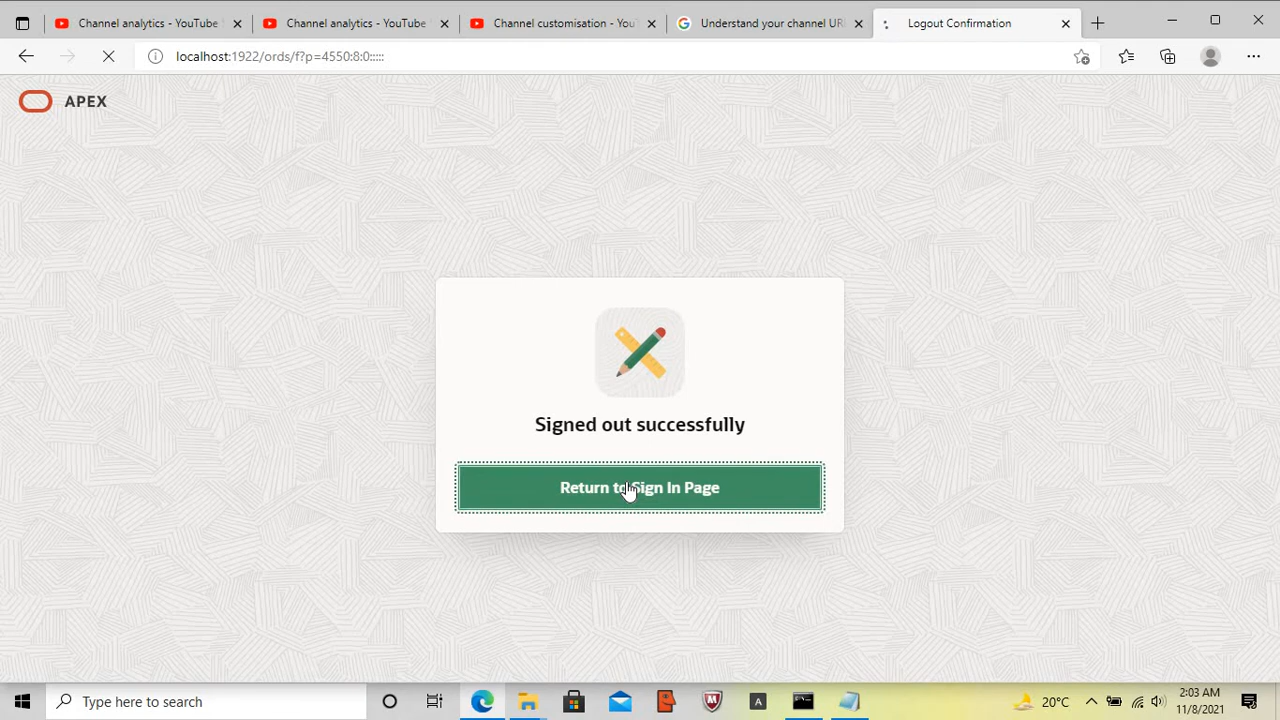 Channel analytics - YouTube
Channel analytics - YouTube
Channel customisation - You
Understand your channel URL
Logout Confirmation
localhost:1922/ords/f?p=4550:8:0:::::
APEX
Signed out successfully
Return to Sign In Page
Type here to search
A
20°C
2:03 AM
11/8/2021